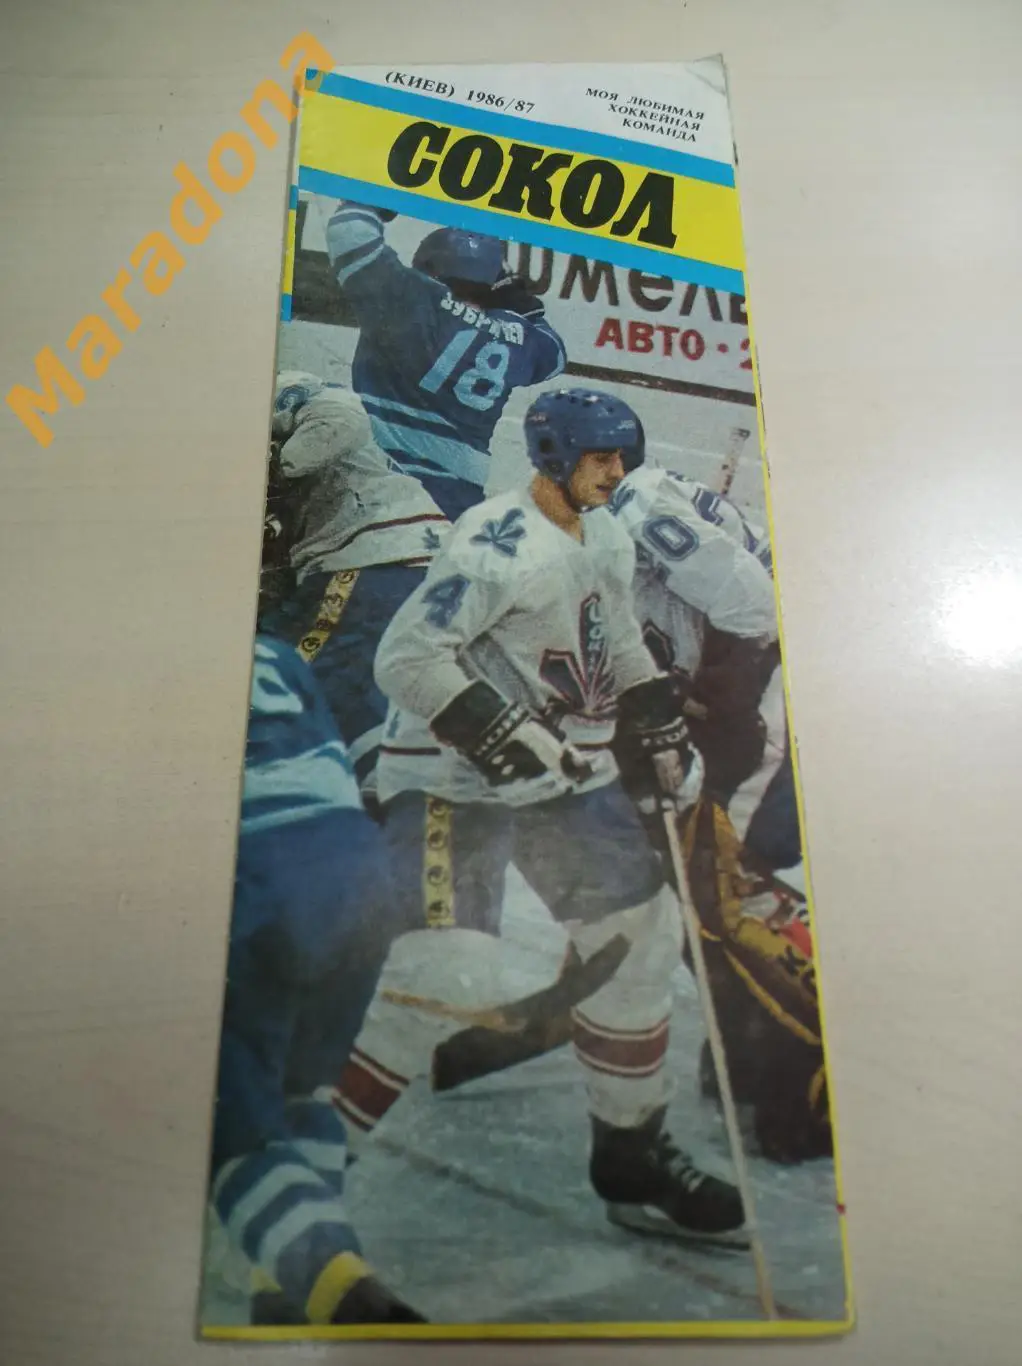 (КИЕВ) 1986/87
МОЯ ЛЮБИМАЯ
ХОККЕЙНАЯ
КОМАНДА
СОКОЛ
Maradona
18
АВТО
4